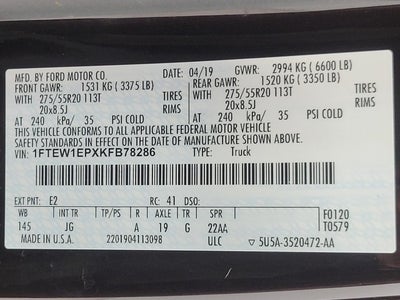 MFD. BY FORD MOTOR CO. DATE: 04/19 GVWR: 2994 KG ( 6600 LB)
FRONT GAWR: 1531 KG ( 3375 LB) REAR GAWR: 1520 KG ( 3350 LB)
WITH WITH
275/55R20 113T 275/55R20 113T
20x8.5J 20x8.5J
AT 240 kPa/ 35 PSI COLD AT 240 kPa/ 35 PSI COLD
THIS VEHICLE CONFORMS TO ALL APPLICABLE FEDERAL MOTOR VEHICLE
SAFETY STANDARDS IN EFFECT ON THE DATE OF MANUFACTURE SHOWN ABOVE.
VIN: 1FTEW1EPXKFB78286 TYPE: Truck
EXT PNT: E2 RC: 41 DSO:
WB INT TR TP/PS R AXLE TR SPR F0120
145 JG A 19 G 22AA T0579
MADE IN U.S.A. 2201904113098 ULC 5U5A-3520472-AA